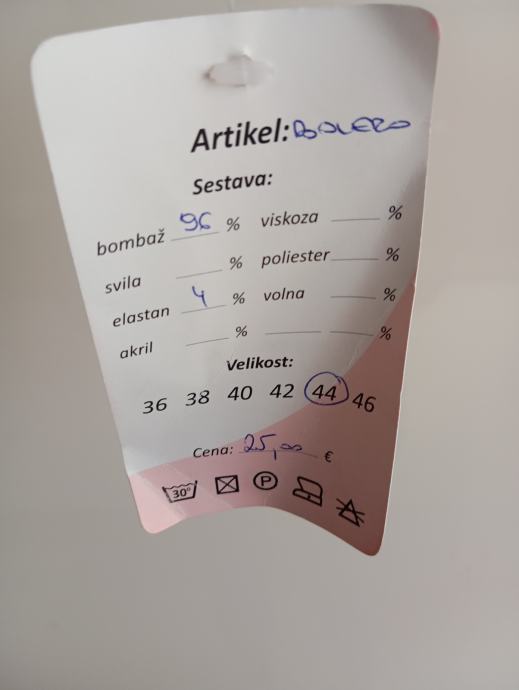 Artikel: BOLERO
Sestava:
bombaž 96 % viskoza %
svila % poliester %
elastan 4 % volna %
akril % %
Velikost:
36 38 40 42 44 46
Cena: 25,00 €
30° P